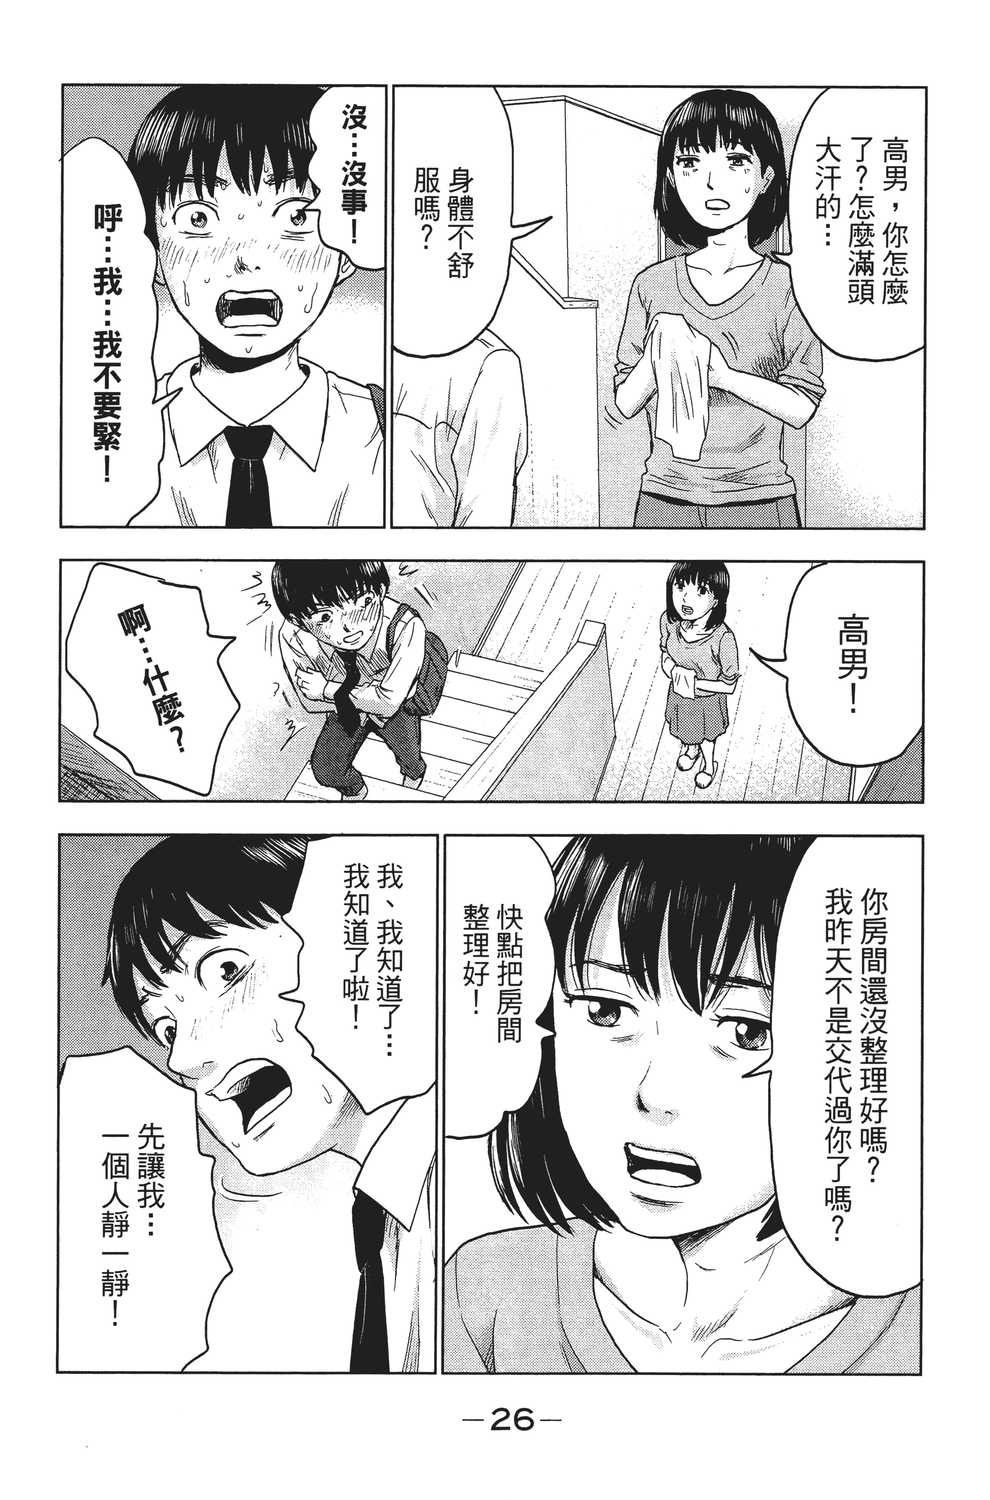 高男，你怎麼
了？怎麼滿頭
大汗的…
身體不舒
服嗎？
沒…沒事！
呼…我…我不要緊！
高男！
啊…什麼？
你房間還沒整理好嗎？
我昨天不是交代過你了嗎？
快點把房間
整理好！
我、我知道了…
我知道了啦！
先讓我…
一個人靜一靜！
—26—